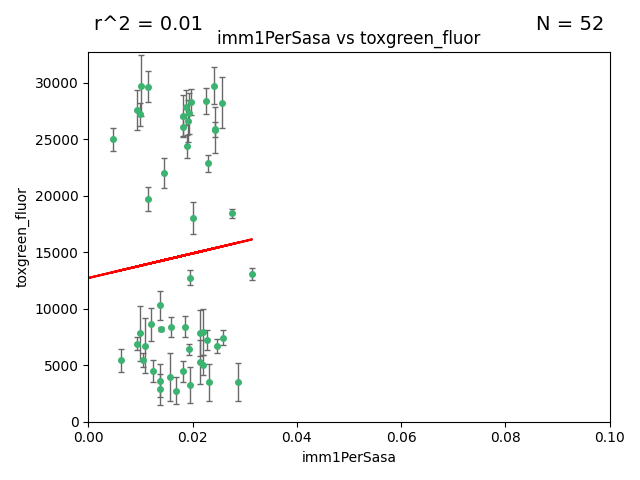 r^2 = 0.01
N = 52
imm1PerSasa vs toxgreen_fluor
30000
25000
20000
15000
10000
5000
0
toxgreen_fluor
0.00 0.02 0.04 0.06 0.08 0.10
imm1PerSasa